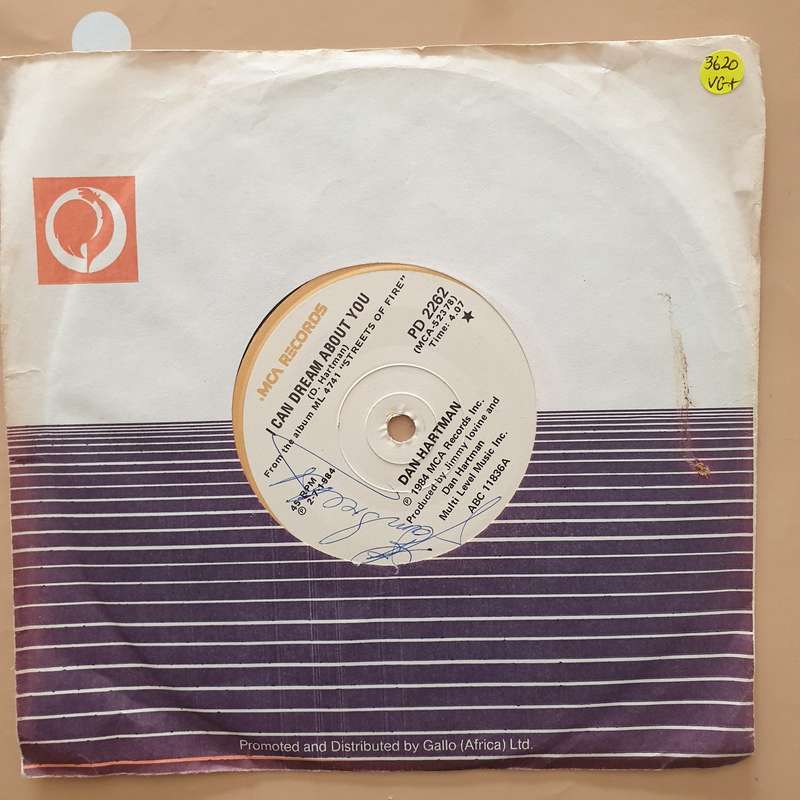 3620
VG+
MCA RECORDS
I CAN DREAM ABOUT YOU
(D. Hartman)
From the album ML 4741 "STREETS OF FIRE"
PD 2262
(MCA-52378)
Time: 4.07
45 RPM
© 2-7-1984
DAN HARTMAN
℗ 1984 MCA Records Inc.
Produced by Jimmy Iovine and
Dan Hartman
Multi Level Music Inc.
ABC 11836A
Promoted and Distributed by Gallo (Africa) Ltd.